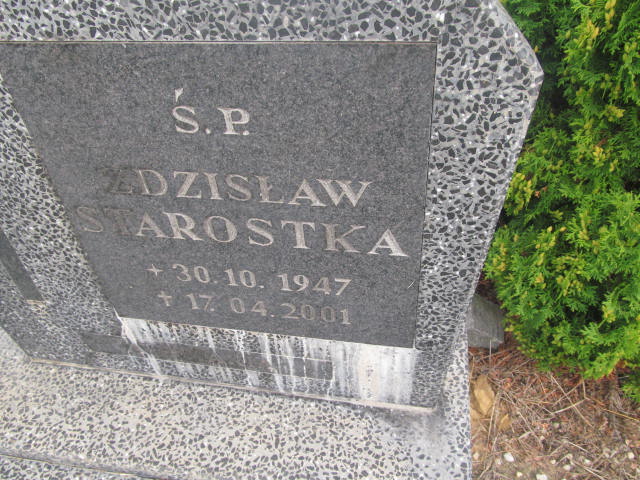 Ś.P.
ZDZISŁAW
STAROSTKA
* 30.10.1947
+ 17.04.2001